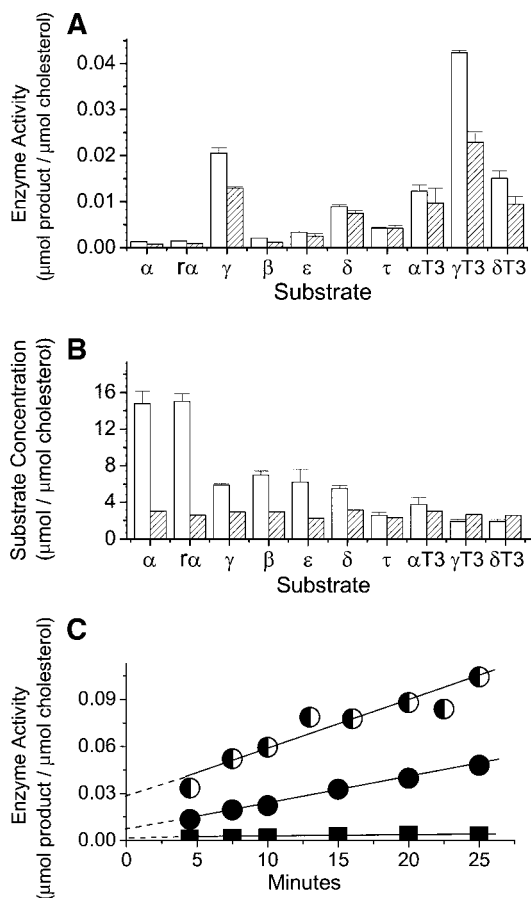 A
Enzyme Activity
(μmol product / μmol cholesterol)
0.04
0.03
0.02
0.01
0.00
α rα γ β ε δ τ αT3 γT3 δT3
Substrate
B
Substrate Concentration
(μmol / μmol cholesterol)
16
12
8
4
0
α rα γ β ε δ τ αT3 γT3 δT3
Substrate
C
Enzyme Activity
(μmol product / μmol cholesterol)
0.09
0.06
0.03
0.00
0 5 10 15 20 25
Minutes